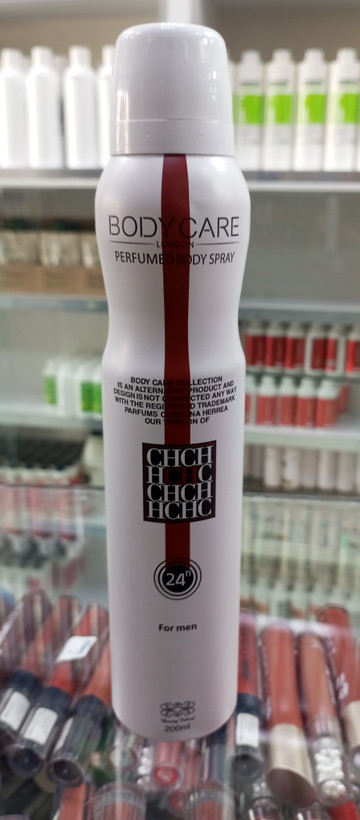 BODY CARE
LONDON
PERFUMED BODY SPRAY
BODY CARE COLLECTION
IS AN ALTERNATIVE PRODUCT AND
DESIGN IS NOT CONNECTED ANY WAY
WITH THE REGISTERED TRADEMARK
PARFUMS CAROLINA HERREA
OUR VERSION OF
CHCH
HCHC
CHCH
HCHC
24h
For men
200ml